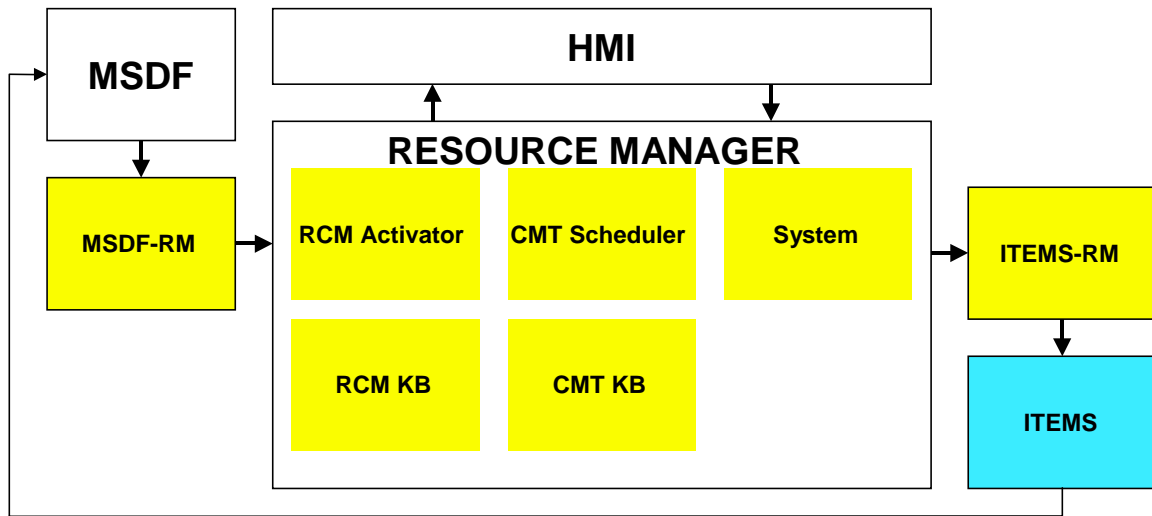 MSDF
HMI
RESOURCE MANAGER
MSDF-RM
RCM Activator
CMT Scheduler
System
ITEMS-RM
RCM KB
CMT KB
ITEMS